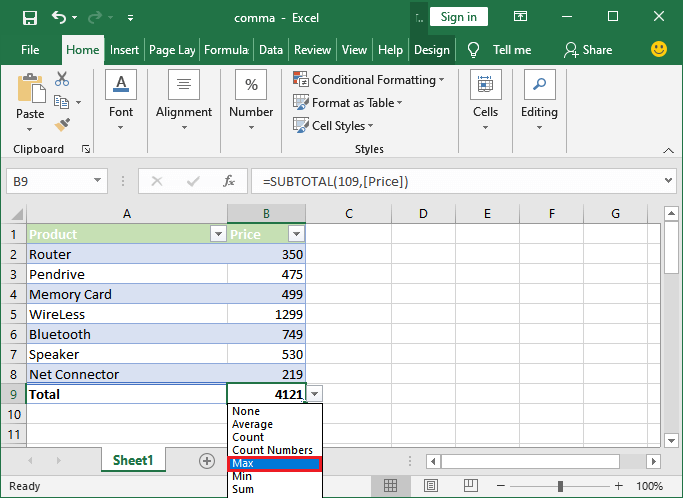 comma - Excel
Sign in
File Home Insert Page Lay Formula Data Review View Help Design Tell me Share
Paste
Clipboard
Font
Alignment
%
Number
Conditional Formatting
Format as Table
Cell Styles
Styles
Cells
Editing
B9 fx =SUBTOTAL(109,[Price])
A B C D E F G
1 Product Price
2 Router 350
3 Pendrive 475
4 Memory Card 499
5 WireLess 1299
6 Bluetooth 749
7 Speaker 530
8 Net Connector 219
9 Total 4121
10
11
None
Average
Count
Count Numbers
Max
Min
Sum
Sheet1
Ready
100%